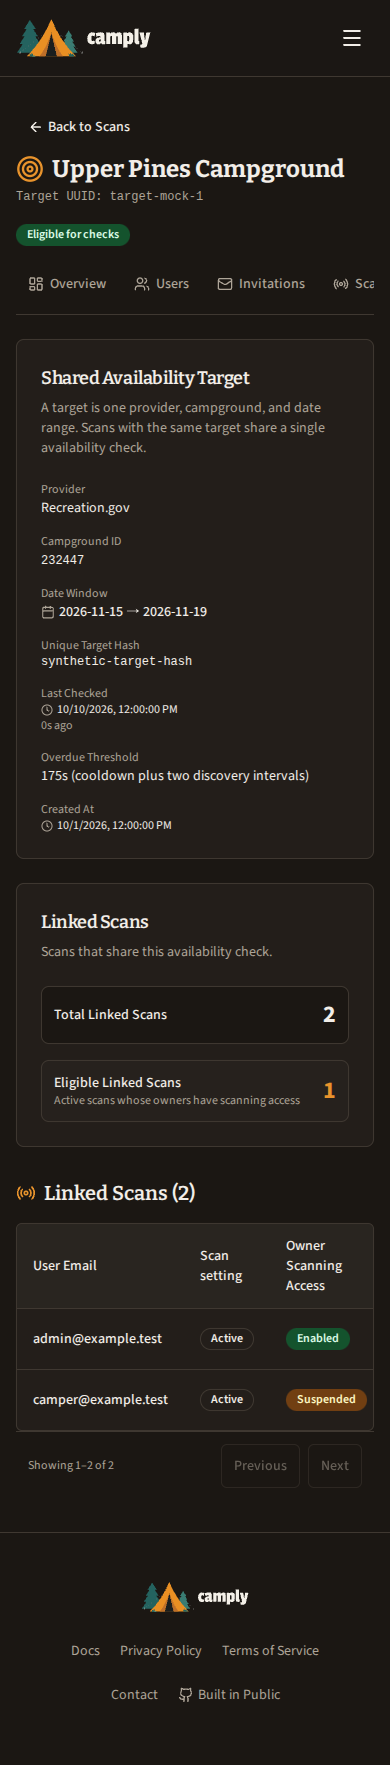 camply
Back to Scans
Upper Pines Campground
Target UUID: target-mock-1
Eligible for checks
Overview Users Invitations Sca
Shared Availability Target
A target is one provider, campground, and date
range. Scans with the same target share a single
availability check.
Provider
Recreation.gov
Campground ID
232447
Date Window
2026-11-15 → 2026-11-19
Unique Target Hash
synthetic-target-hash
Last Checked
10/10/2026, 12:00:00 PM
0s ago
Overdue Threshold
175s (cooldown plus two discovery intervals)
Created At
10/1/2026, 12:00:00 PM
Linked Scans
Scans that share this availability check.
Total Linked Scans 2
Eligible Linked Scans 1
Active scans whose owners have scanning access
Linked Scans (2)
User Email Scan setting Owner Scanning Access
admin@example.test Active Enabled
camper@example.test Active Suspended
Showing 1–2 of 2 Previous Next
camply
Docs Privacy Policy Terms of Service
Contact Built in Public